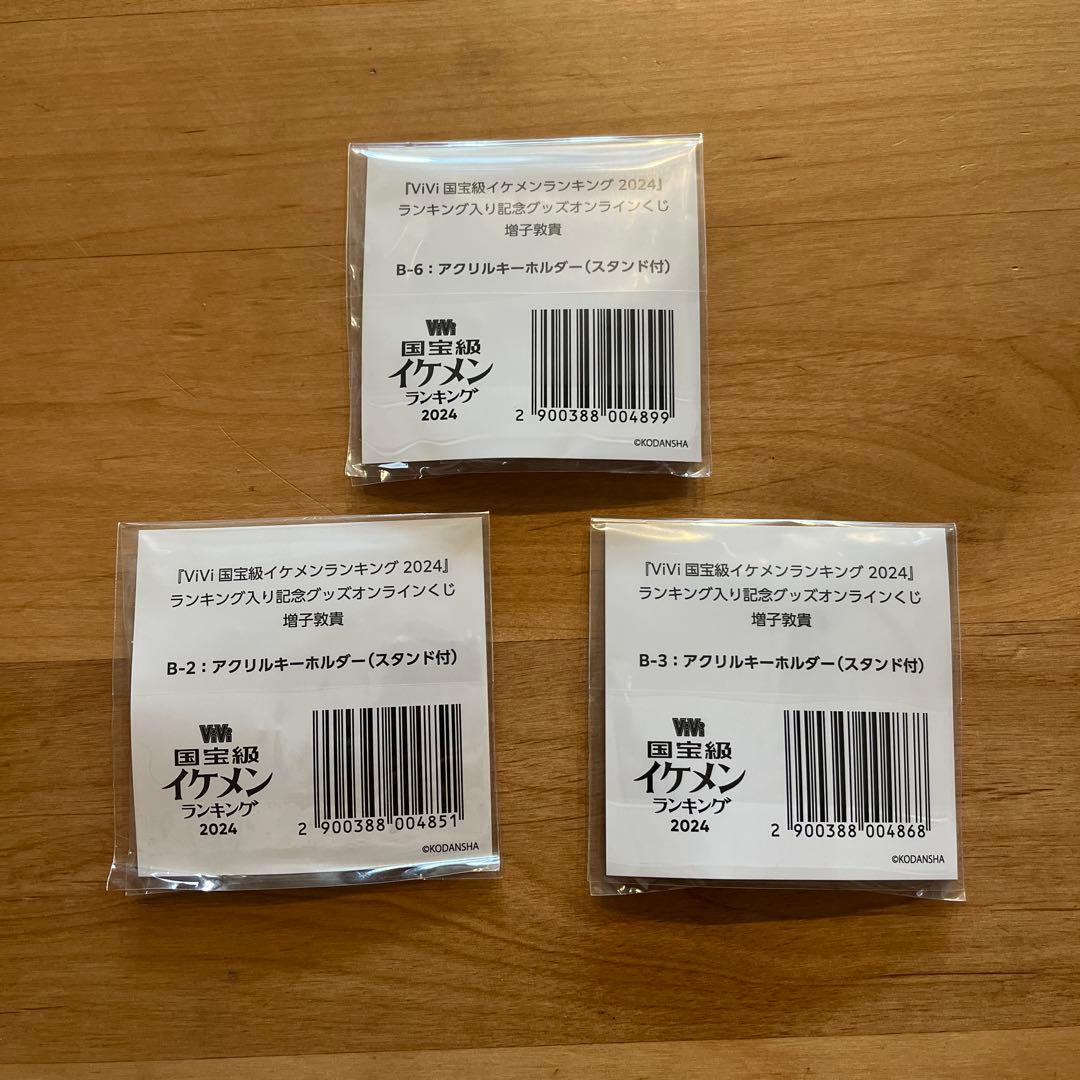 『ViVi 国宝級イケメンランキング 2024』
ランキング入り記念グッズオンラインくじ
増子敦貴
B-6：アクリルキーホルダー（スタンド付）
ViVi
国宝級
イケメン
ランキング
2024
2 900388 004899
©KODANSHA
『ViVi 国宝級イケメンランキング 2024』
ランキング入り記念グッズオンラインくじ
増子敦貴
B-2：アクリルキーホルダー（スタンド付）
ViVi
国宝級
イケメン
ランキング
2024
2 900388 004851
©KODANSHA
『ViVi 国宝級イケメンランキング 2024』
ランキング入り記念グッズオンラインくじ
増子敦貴
B-3：アクリルキーホルダー（スタンド付）
ViVi
国宝級
イケメン
ランキング
2024
2 900388 004868
©KODANSHA